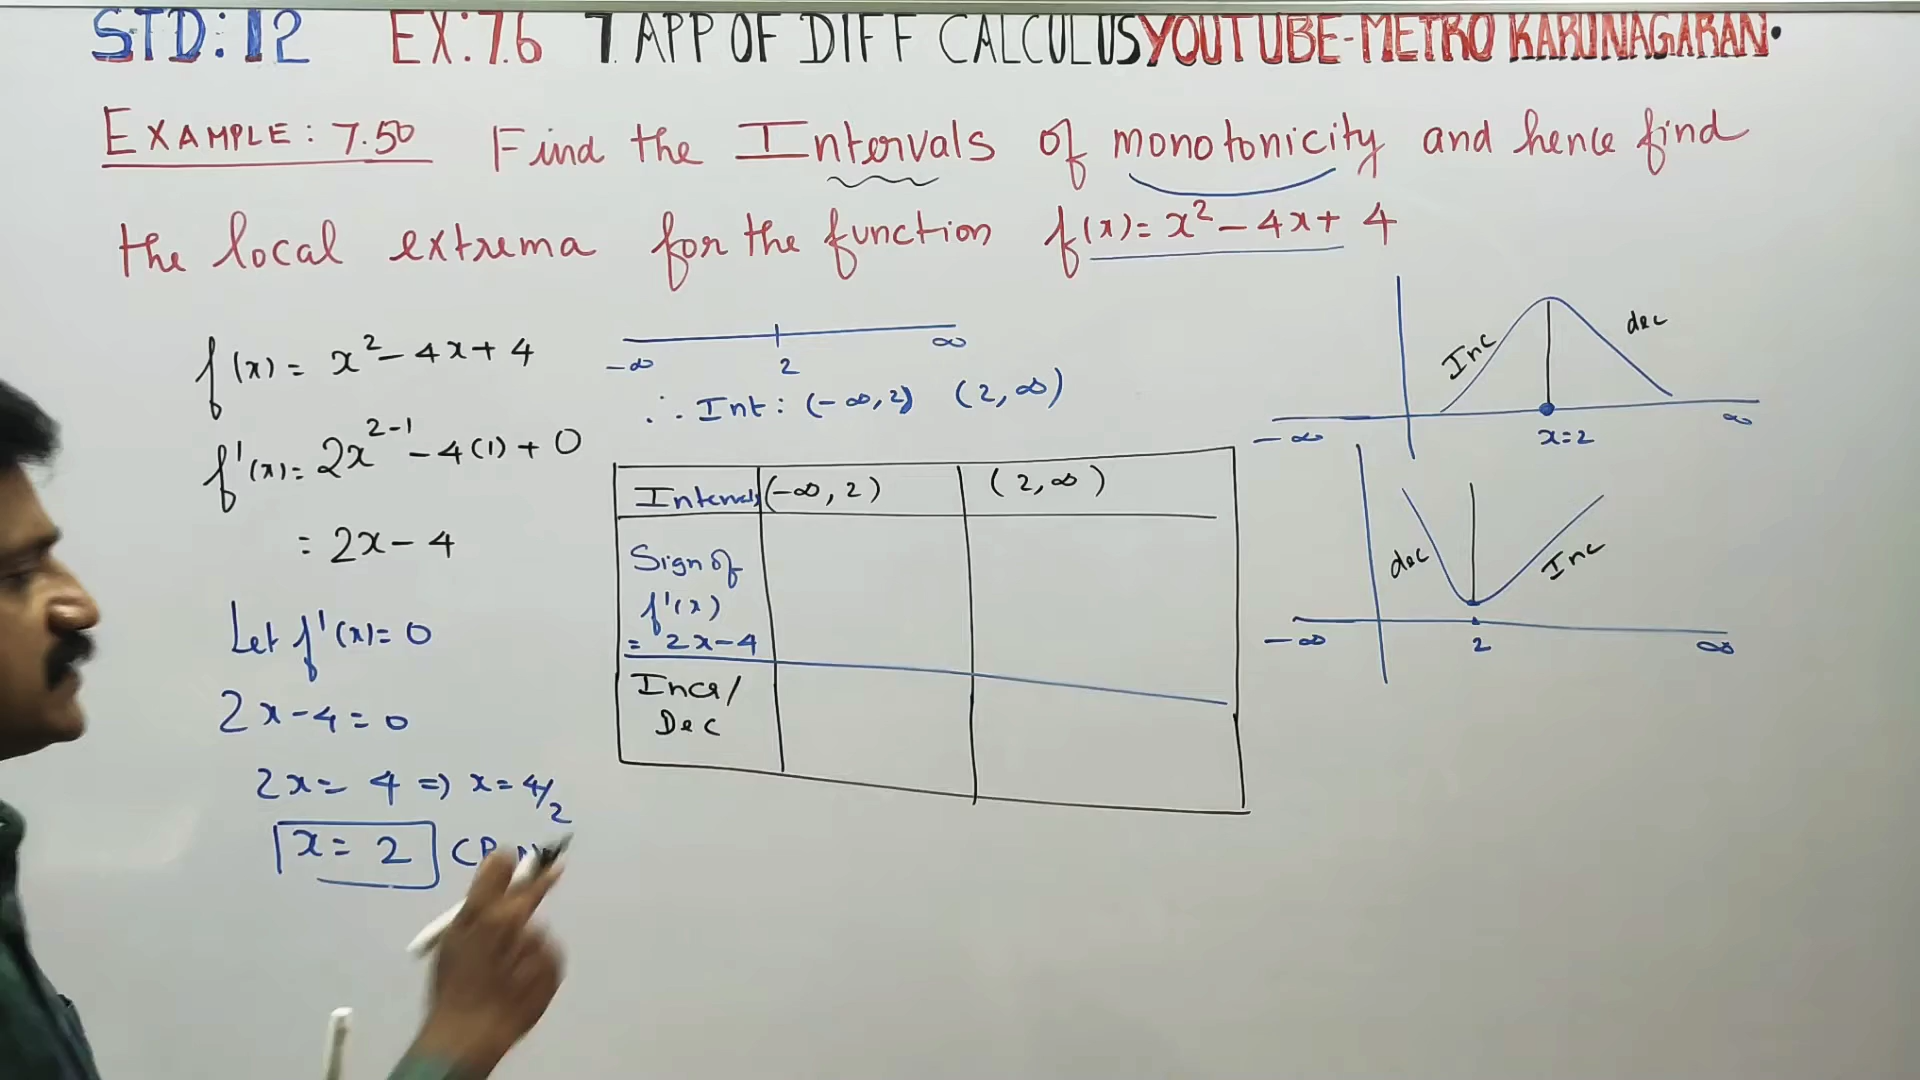 STD: 12 EX: 7.6 7. APP OF DIFF CALCULUS YOUTUBE-METRO KARUNAGARAN.
EXAMPLE: 7.50 Find the Intervals of monotonicity and hence find
the local extrema for the function f(x) = x² - 4x + 4
f(x) = x² - 4x + 4
f'(x) = 2x²⁻¹ - 4(1) + 0
= 2x - 4
Let f'(x) = 0
2x - 4 = 0
2x = 4 ⇒ x = 4/2
x = 2
-∞ 2 ∞
∴ Int: (-∞, 2) (2, ∞)
Intervals (-∞, 2) (2, ∞)
Sign of
f'(x)
= 2x - 4
Incr/
Dec
Inc dec
-∞ x=2 ∞
dec Inc
-∞ 2 ∞